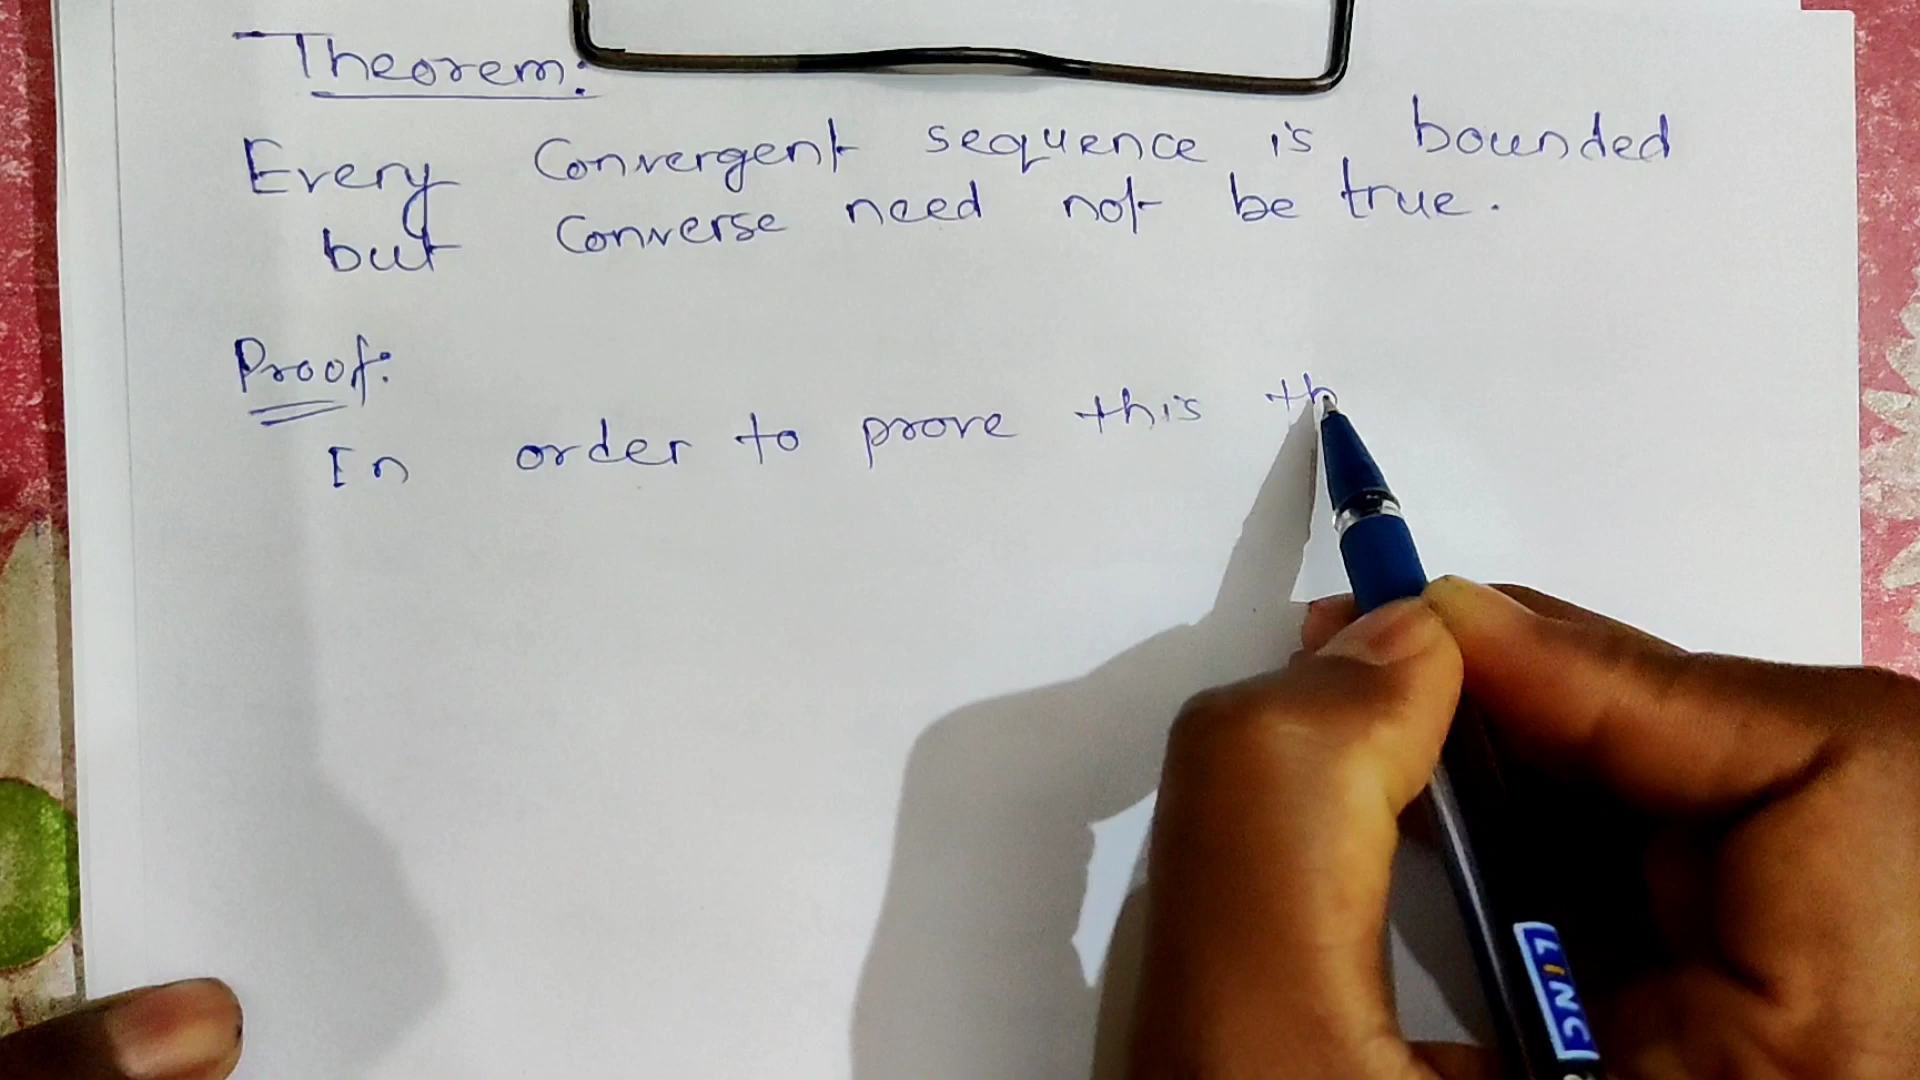 Theorem:
Every Convergent sequence is bounded
but Converse need not be true.
Proof:
In order to prove this th
LINC